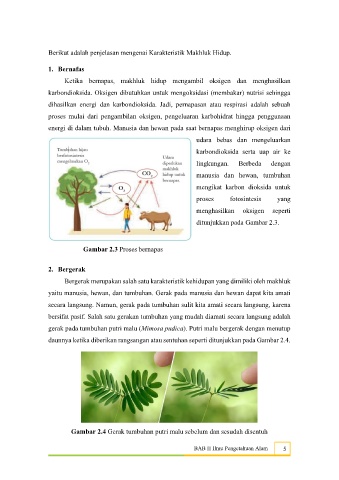 Berikut adalah penjelasan mengenai Karakteristik Makhluk Hidup.
1. Bernafas
Ketika bernapas, makhluk hidup mengambil oksigen dan menghasilkan
karbondioksida. Oksigen dibutuhkan untuk mengoksidasi (membakar) nutrisi sehingga
dihasilkan energi dan karbondioksida. Jadi, pernapasan atau respirasi adalah sebuah
proses mulai dari pengambilan oksigen, pengeluaran karbohidrat hingga penggunaan
energi di dalam tubuh. Manusia dan hewan pada saat bernapas menghirup oksigen dari
udara bebas dan mengeluarkan
karbondioksida serta uap air ke
lingkungan. Berbeda dengan
manusia dan hewan, tumbuhan
mengikat karbon dioksida untuk
proses fotosintesis yang
menghasilkan oksigen seperti
ditunjukkan pada Gambar 2.3.
Tumbuhan hijau
berfotosintesis
mengeluarkan O2
Udara
diperlukan
makhluk
hidup untuk
bernapas
CO2
O2
Gambar 2.3 Proses bernapas
2. Bergerak
Bergerak merupakan salah satu karakteristik kehidupan yang dimiliki oleh makhluk
yaitu manusia, hewan, dan tumbuhan. Gerak pada manusia dan hewan dapat kita amati
secara langsung. Namun, gerak pada tumbuhan sulit kita amati secara langsung, karena
bersifat pasif. Salah satu gerakan tumbuhan yang mudah diamati secara langsung adalah
gerak pada tumbuhan putri malu (Mimosa pudica). Putri malu bergerak dengan menutup
daunnya ketika diberikan rangsangan atau sentuhan seperti ditunjukkan pada Gambar 2.4.
Gambar 2.4 Gerak tumbuhan putri malu sebelum dan sesudah disentuh
BAB II Ilmu Pengetahuan Alam 5